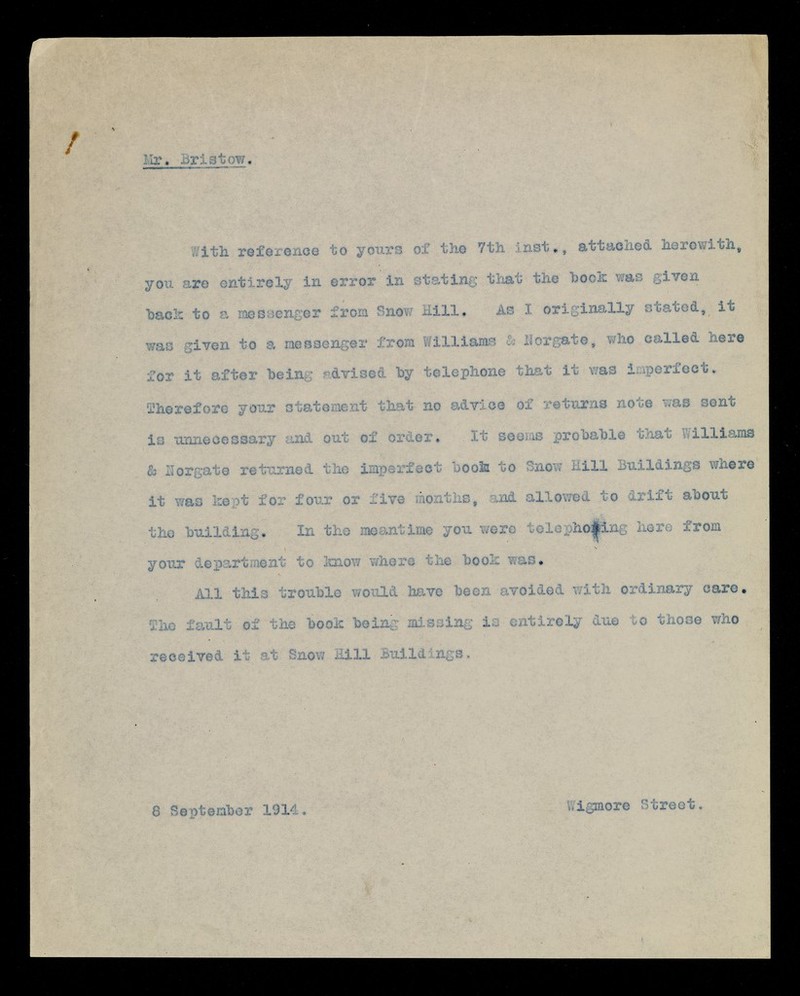 Mr. Bristow.
With reference to yours of the 7th inst., attached herewith,
you are entirely in error in stating that the book was given
back to a messenger from Snow Hill. As I originally stated, it
was given to a messenger from Williams & Norgate, who called here
for it after being advised by telephone that it was imperfect.
Therefore your statement that no advice of returns note was sent
is unnecessary and out of order. It seems probable that Williams
& Norgate returned the imperfect book to Snow Hill Buildings where
it was kept for four or five months, and allowed to drift about
the building. In the meantime you were telephoning here from
your department to know where the book was.
All this trouble would have been avoided with ordinary care.
The fault of the book being missing is entirely due to those who
received it at Snow Hill Buildings.
8 September 1914.
Wigmore Street.